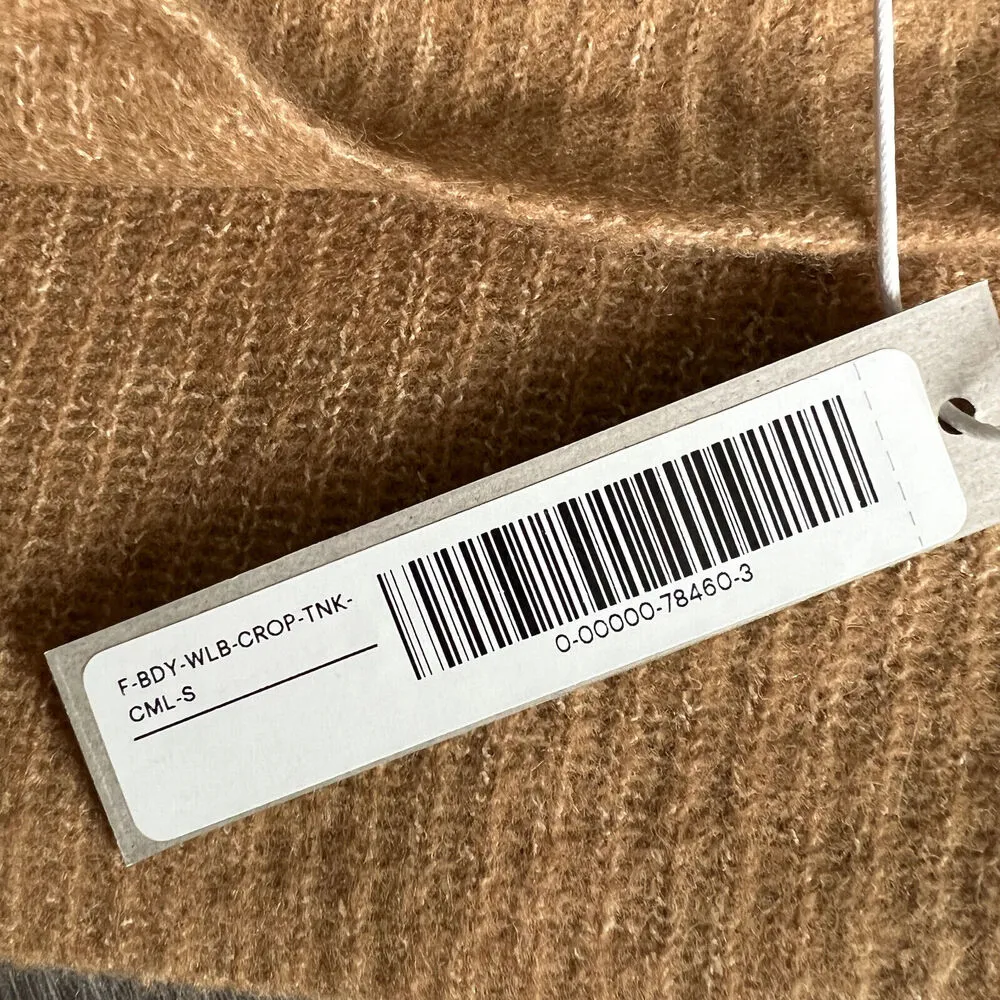 F-BDY-WLB-CROP-TNK-
CML-S
0-00000-78460-3